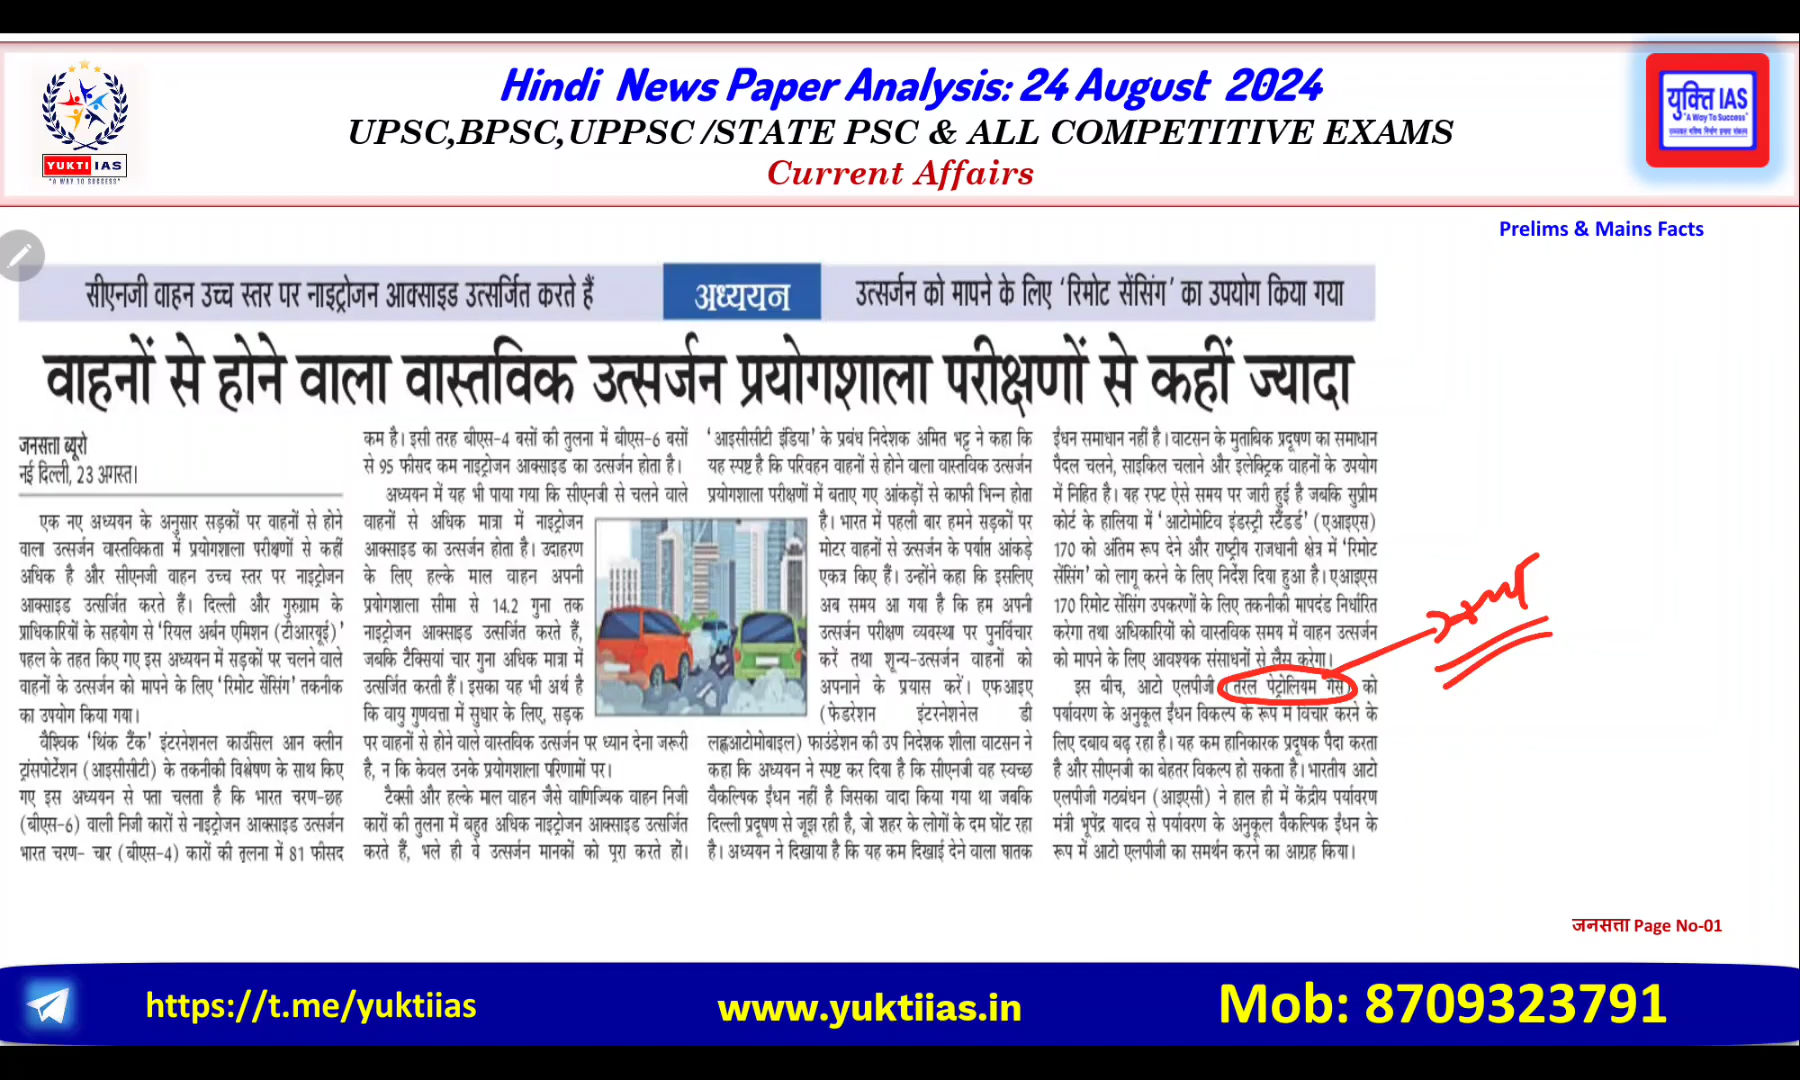 Hindi News Paper Analysis: 24 August 2024
UPSC,BPSC,UPPSC /STATE PSC & ALL COMPETITIVE EXAMS
Current Affairs
YUKTI IAS
"A WAY TO SUCCESS"
युक्ति IAS
"A Way To Success"
Prelims & Mains Facts
सीएनजी वाहन उच्च स्तर पर नाइट्रोजन आक्साइड उत्सर्जित करते हैं
अध्ययन
उत्सर्जन को मापने के लिए ‘रिमोट सेंसिंग’ का उपयोग किया गया
वाहनों से होने वाला वास्तविक उत्सर्जन प्रयोगशाला परीक्षणों से कहीं ज्यादा
जनसत्ता ब्यूरो
नई दिल्ली, 23 अगस्त।
एक नए अध्ययन के अनुसार सड़कों पर वाहनों से होने
वाला उत्सर्जन वास्तविकता में प्रयोगशाला परीक्षणों से कहीं
अधिक है और सीएनजी वाहन उच्च स्तर पर नाइट्रोजन
आक्साइड उत्सर्जित करते हैं। दिल्ली और गुरुग्राम के
प्राधिकारियों के सहयोग से ‘रियल अर्बन एमिशन (टीआरयूई)’
पहल के तहत किए गए इस अध्ययन में सड़कों पर चलने वाले
वाहनों के उत्सर्जन को मापने के लिए ‘रिमोट सेंसिंग’ तकनीक
का उपयोग किया गया।
वैश्विक ‘थिंक टैंक’ इंटरनेशनल काउंसिल आन क्लीन
ट्रांसपोर्टेशन (आइसीसीटी) के तकनीकी विश्लेषण के साथ किए
गए इस अध्ययन से पता चलता है कि भारत चरण-छह
(बीएस-6) वाली निजी कारों से नाइट्रोजन आक्साइड उत्सर्जन
भारत चरण- चार (बीएस-4) कारों की तुलना में 81 फीसद
कम है। इसी तरह बीएस-4 बसों की तुलना में बीएस-6 बसों
से 95 फीसद कम नाइट्रोजन आक्साइड का उत्सर्जन होता है।
अध्ययन में यह भी पाया गया कि सीएनजी से चलने वाले
वाहनों से अधिक मात्रा में नाइट्रोजन
आक्साइड का उत्सर्जन होता है। उदाहरण
के लिए हल्के माल वाहन अपनी
प्रयोगशाला सीमा से 14.2 गुना तक
नाइट्रोजन आक्साइड उत्सर्जित करते हैं,
जबकि टैक्सियां चार गुना अधिक मात्रा में
उत्सर्जित करती हैं। इसका यह भी अर्थ है
कि वायु गुणवत्ता में सुधार के लिए, सड़क
पर वाहनों से होने वाले वास्तविक उत्सर्जन पर ध्यान देना जरूरी
है, न कि केवल उनके प्रयोगशाला परिणामों पर।
टैक्सी और हल्के माल वाहन जैसे वाणिज्यिक वाहन निजी
कारों की तुलना में बहुत अधिक नाइट्रोजन आक्साइड उत्सर्जित
करते हैं, भले ही वे उत्सर्जन मानकों को पूरा करते हों।
‘आइसीसीटी इंडिया’ के प्रबंध निदेशक अमित भट्ट ने कहा कि
यह स्पष्ट है कि परिवहन वाहनों से होने वाला वास्तविक उत्सर्जन
प्रयोगशाला परीक्षणों में बताए गए आंकड़ों से काफी भिन्न होता
है। भारत में पहली बार हमने सड़कों पर
मोटर वाहनों से उत्सर्जन के पर्याप्त आंकड़े
एकत्र किए हैं। उन्होंने कहा कि इसलिए
अब समय आ गया है कि हम अपनी
उत्सर्जन परीक्षण व्यवस्था पर पुनर्विचार
करें तथा शून्य-उत्सर्जन वाहनों को
अपनाने के प्रयास करें। एफआइए
(फेडरेशन इंटरनेशनेल डी
लह्लआटोमोबाइल) फाउंडेशन की उप निदेशक शीला वाटसन ने
कहा कि अध्ययन ने स्पष्ट कर दिया है कि सीएनजी वह स्वच्छ
वैकल्पिक ईंधन नहीं है जिसका वादा किया गया था जबकि
दिल्ली प्रदूषण से जूझ रही है, जो शहर के लोगों के दम घोंट रहा
है। अध्ययन ने दिखाया है कि यह कम दिखाई देने वाला घातक
ईंधन समाधान नहीं है। वाटसन के मुताबिक प्रदूषण का समाधान
पैदल चलने, साइकिल चलाने और इलेक्ट्रिक वाहनों के उपयोग
में निहित है। यह रपट ऐसे समय पर जारी हुई है जबकि सुप्रीम
कोर्ट के हालिया में ‘आटोमोटिव इंडस्ट्री स्टैंडर्ड’ (एआइएस)
170 को अंतिम रूप देने और राष्ट्रीय राजधानी क्षेत्र में ‘रिमोट
सेंसिंग’ को लागू करने के लिए निर्देश दिया हुआ है। एआइएस
170 रिमोट सेंसिंग उपकरणों के लिए तकनीकी मापदंड निर्धारित
करेगा तथा अधिकारियों को वास्तविक समय में वाहन उत्सर्जन
को मापने के लिए आवश्यक संसाधनों से लैस करेगा।
इस बीच, आटो एलपीजी (तरल पेट्रोलियम गैस) को
पर्यावरण के अनुकूल ईंधन विकल्प के रूप में विचार करने के
लिए दबाव बढ़ रहा है। यह कम हानिकारक प्रदूषक पैदा करता
है और सीएनजी का बेहतर विकल्प हो सकता है। भारतीय आटो
एलपीजी गठबंधन (आइएसी) ने हाल ही में केंद्रीय पर्यावरण
मंत्री भूपेंद्र यादव से पर्यावरण के अनुकूल वैकल्पिक ईंधन के
रूप में आटो एलपीजी का समर्थन करने का आग्रह किया।
जनसत्ता Page No-01
https://t.me/yuktiias
www.yuktiias.in
Mob: 8709323791